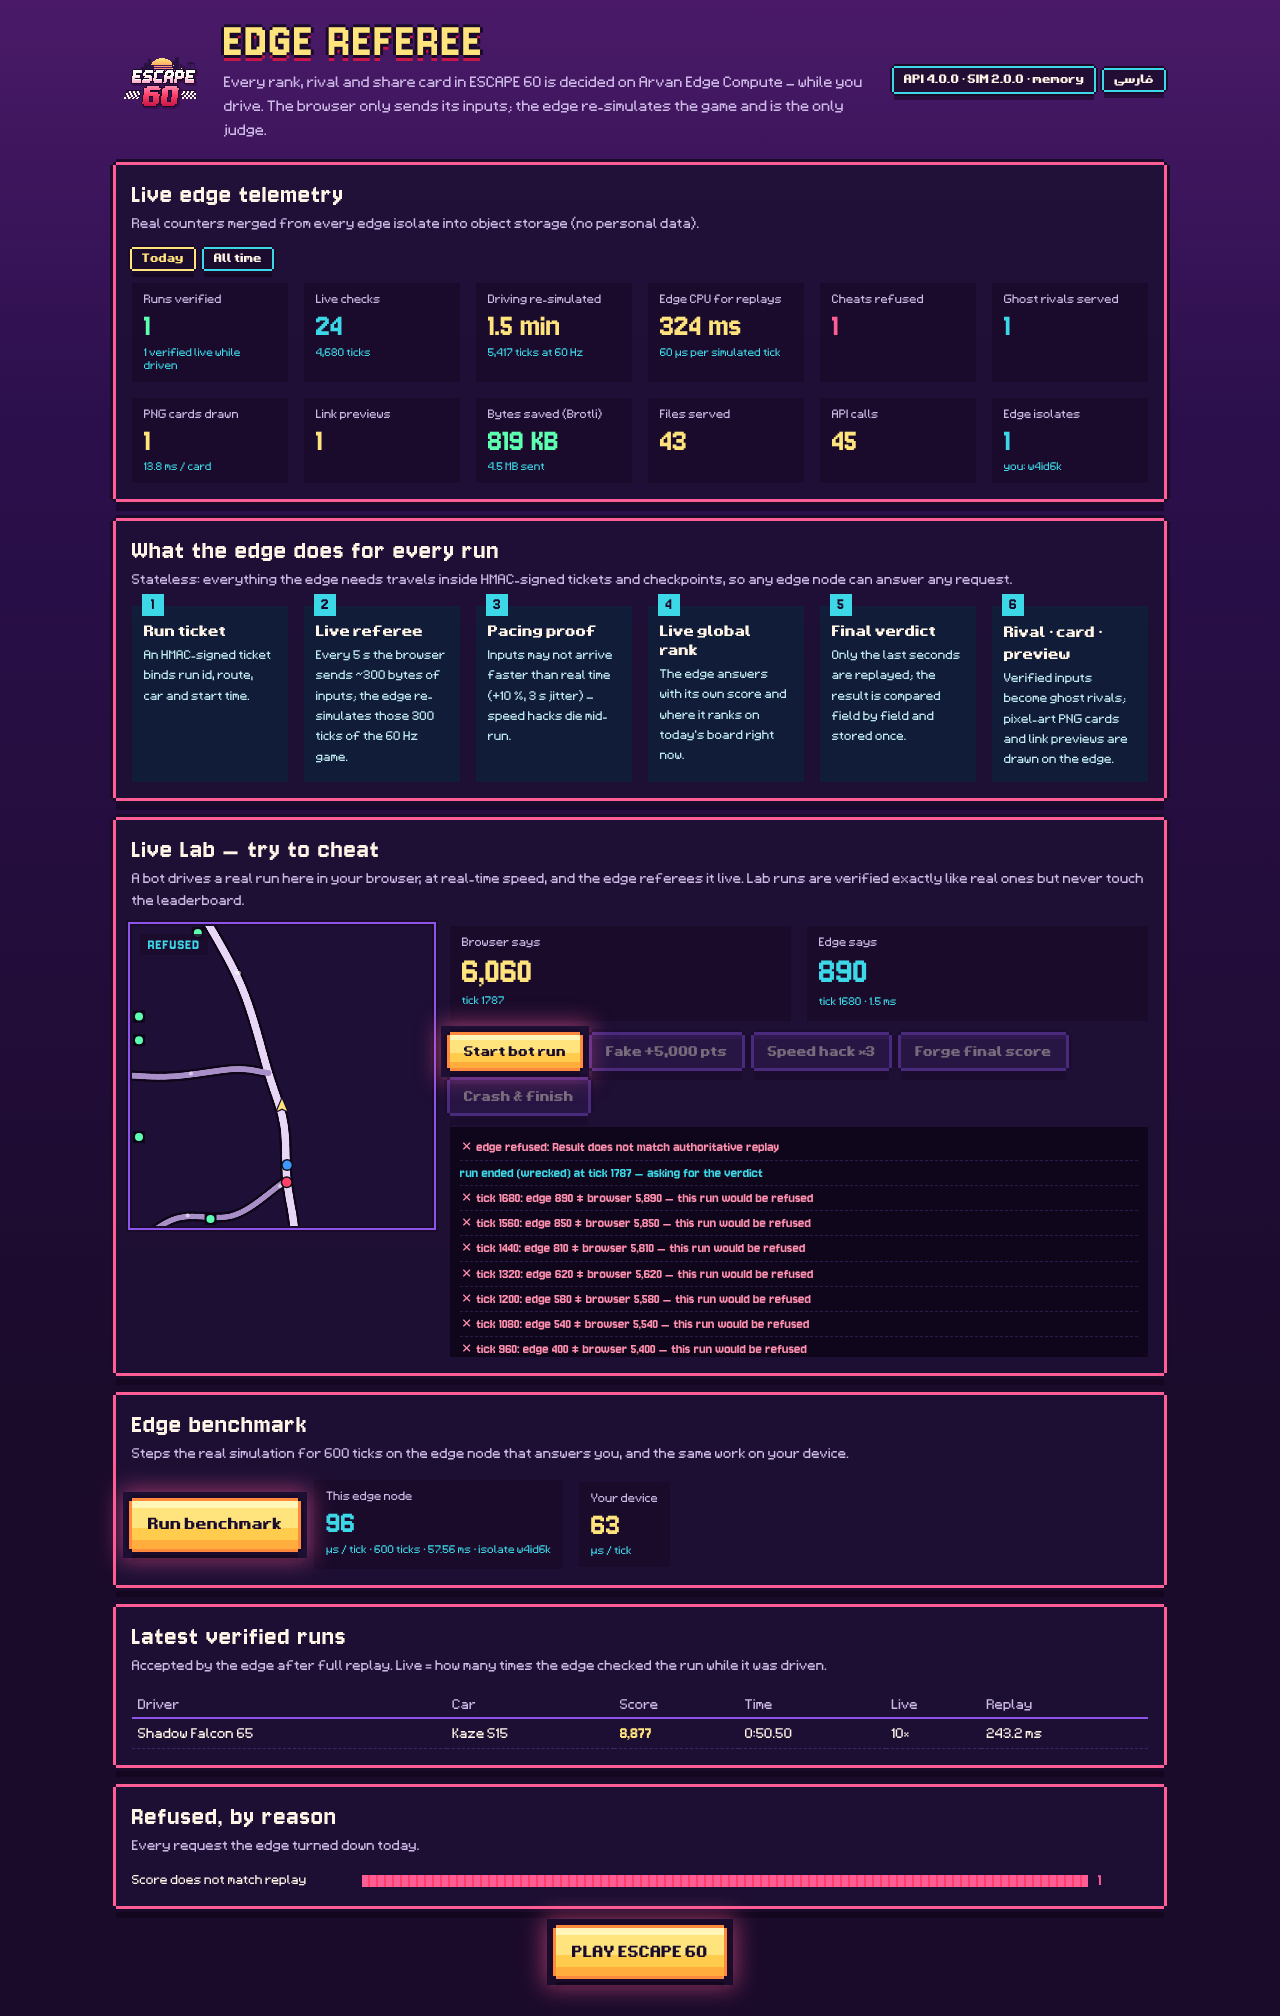 ESCAPE
60
EDGE REFEREE
Every rank, rival and share card in ESCAPE 60 is decided on Arvan Edge Compute — while you
drive. The browser only sends its inputs; the edge re-simulates the game and is the only
judge.
API 4.0.0 · SIM 2.0.0 · memory
فارسی
Live edge telemetry
Real counters merged from every edge isolate into object storage (no personal data).
Today
All time
Runs verified
1
1 verified live while
driven
Live checks
24
4,680 ticks
Driving re-simulated
1.5 min
5,417 ticks at 60 Hz
Edge CPU for replays
324 ms
60 µs per simulated tick
Cheats refused
1
Ghost rivals served
1
PNG cards drawn
1
13.8 ms / card
Link previews
1
Bytes saved (Brotli)
819 KB
4.5 MB sent
Files served
43
API calls
45
Edge isolates
1
you: w4id6k
What the edge does for every run
Stateless: everything the edge needs travels inside HMAC-signed tickets and checkpoints, so any edge node can answer any request.
1
Run ticket
An HMAC-signed ticket
binds run id, route,
car and start time.
2
Live referee
Every 5 s the browser
sends ~300 bytes of
inputs; the edge re-
simulates those 300
ticks of the 60 Hz
game.
3
Pacing proof
Inputs may not arrive
faster than real time
(+10 %, 3 s jitter) —
speed hacks die mid-
run.
4
Live global
rank
The edge answers
with its own score and
where it ranks on
today's board right
now.
5
Final verdict
Only the last seconds
are replayed; the
result is compared
field by field and
stored once.
6
Rival · card ·
preview
Verified inputs
become ghost rivals;
pixel-art PNG cards
and link previews are
drawn on the edge.
Live Lab — try to cheat
A bot drives a real run here in your browser, at real-time speed, and the edge referees it live. Lab runs are verified exactly like real ones but never touch
the leaderboard.
REFUSED
Browser says
6,060
tick 1787
Edge says
890
tick 1680 · 1.5 ms
Start bot run
Fake +5,000 pts
Speed hack ×3
Forge final score
Crash & finish
✕ edge refused: Result does not match authoritative replay
run ended (wrecked) at tick 1787 — asking for the verdict
✕ tick 1680: edge 890 ≠ browser 5,890 — this run would be refused
✕ tick 1560: edge 850 ≠ browser 5,850 — this run would be refused
✕ tick 1440: edge 810 ≠ browser 5,810 — this run would be refused
✕ tick 1320: edge 620 ≠ browser 5,620 — this run would be refused
✕ tick 1200: edge 580 ≠ browser 5,580 — this run would be refused
✕ tick 1080: edge 540 ≠ browser 5,540 — this run would be refused
✕ tick 960: edge 400 ≠ browser 5,400 — this run would be refused
Edge benchmark
Steps the real simulation for 600 ticks on the edge node that answers you, and the same work on your device.
Run benchmark
This edge node
96
µs / tick · 600 ticks · 57.56 ms · isolate w4id6k
Your device
63
µs / tick
Latest verified runs
Accepted by the edge after full replay. Live = how many times the edge checked the run while it was driven.
Driver Car Score Time Live Replay
Shadow Falcon 65 Kaze S15 8,877 0:50.50 10× 243.2 ms
Refused, by reason
Every request the edge turned down today.
Score does not match replay 1
PLAY ESCAPE 60